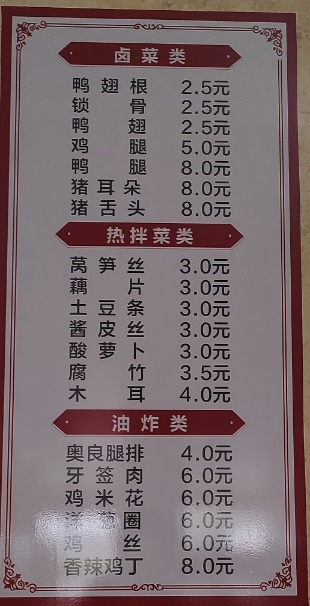 卤菜类
鸭翅根 2.5元
锁骨 2.5元
鸭翅 2.5元
鸡腿 5.0元
鸭腿 8.0元
猪耳朵 8.0元
猪舌头 8.0元
热拌菜类
莴笋丝 3.0元
藕片 3.0元
土豆条 3.0元
酱皮丝 3.0元
酸萝卜 3.0元
腐竹 3.5元
木耳 4.0元
油炸类
奥良腿排 4.0元
牙签肉 6.0元
鸡米花 6.0元
洋葱圈 6.0元
鸡丝 6.0元
香辣鸡丁 8.0元